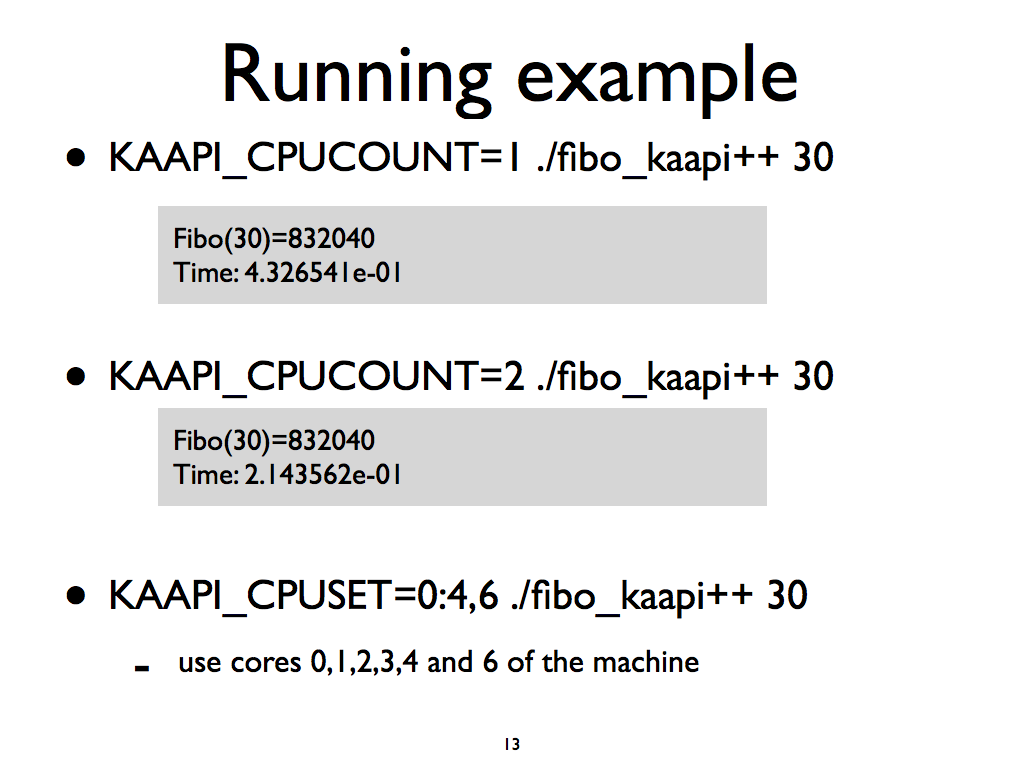 Running example
• KAAPI_CPUCOUNT=1 ./fibo_kaapi++ 30
Fibo(30)=832040
Time: 4.326541e-01
• KAAPI_CPUCOUNT=2 ./fibo_kaapi++ 30
Fibo(30)=832040
Time: 2.143562e-01
• KAAPI_CPUSET=0:4,6 ./fibo_kaapi++ 30
- use cores 0,1,2,3,4 and 6 of the machine
13